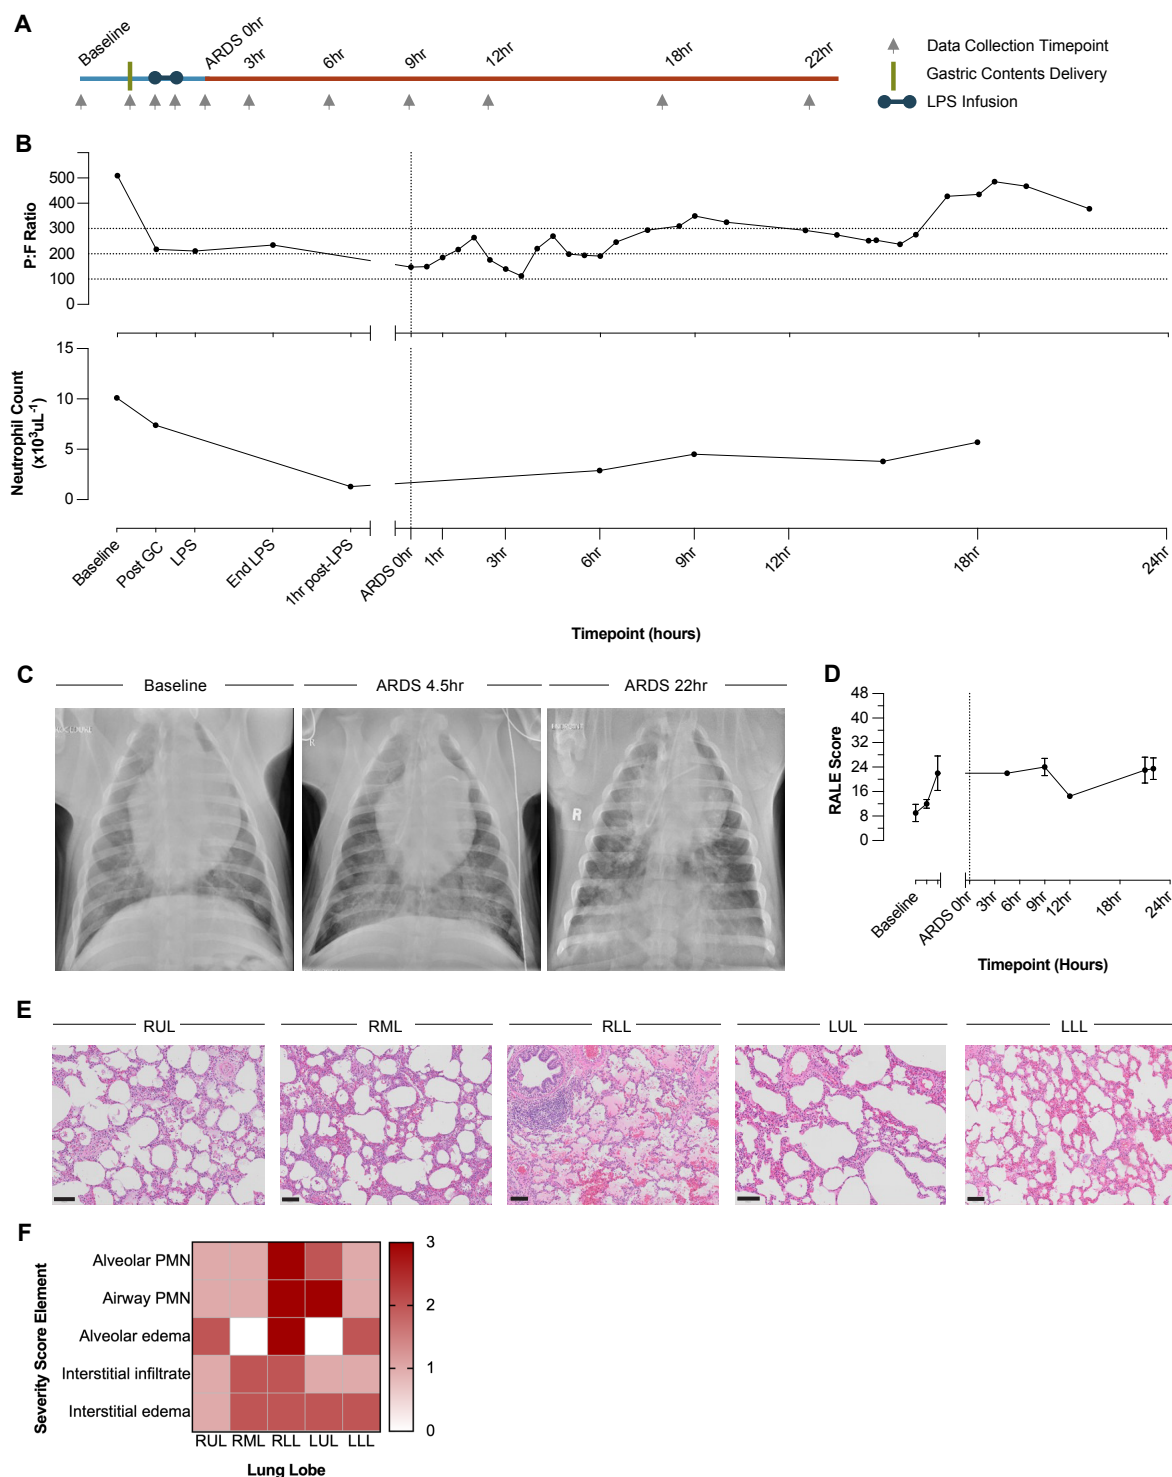 A
Baseline
ARDS 0hr
3hr
6hr
9hr
12hr
18hr
22hr
Data Collection Timepoint
Gastric Contents Delivery
LPS Infusion
B
P:F Ratio
500
400
300
200
100
0
Neutrophil Count
(x10³uL⁻¹)
15
10
5
0
Baseline
Post GC
LPS
End LPS
1hr post-LPS
ARDS 0hr
1hr
3hr
6hr
9hr
12hr
18hr
24hr
Timepoint (hours)
C
Baseline
ARDS 4.5hr
ARDS 22hr
R
R
D
RALE Score
48
40
32
24
16
8
0
Baseline
ARDS 0hr
3hr
6hr
9hr
12hr
18hr
24hr
Timepoint (Hours)
E
RUL
RML
RLL
LUL
LLL
F
Severity Score Element
Alveolar PMN
Airway PMN
Alveolar edema
Interstitial infiltrate
Interstitial edema
RUL
RML
RLL
LUL
LLL
Lung Lobe
3
2
1
0